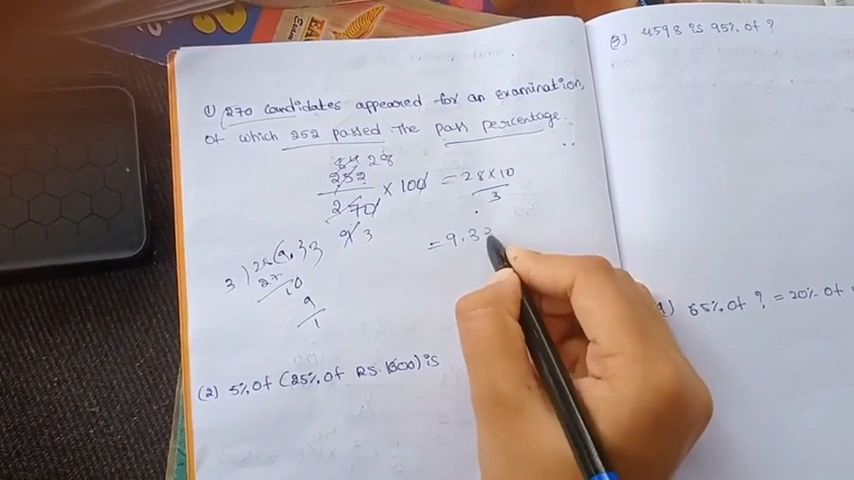 ① 270 candidates appeared for an examination,
of which 252 passed the pass percentage.
84 28
252
270 × 100 = 28 × 10
3
9 3
= 9.33
3) 28 (9.33
27
10
9
1
(2) 5% of (25% of RS. 1600) is
③) 4598 is 95% of ?
65% of ? = 20% of